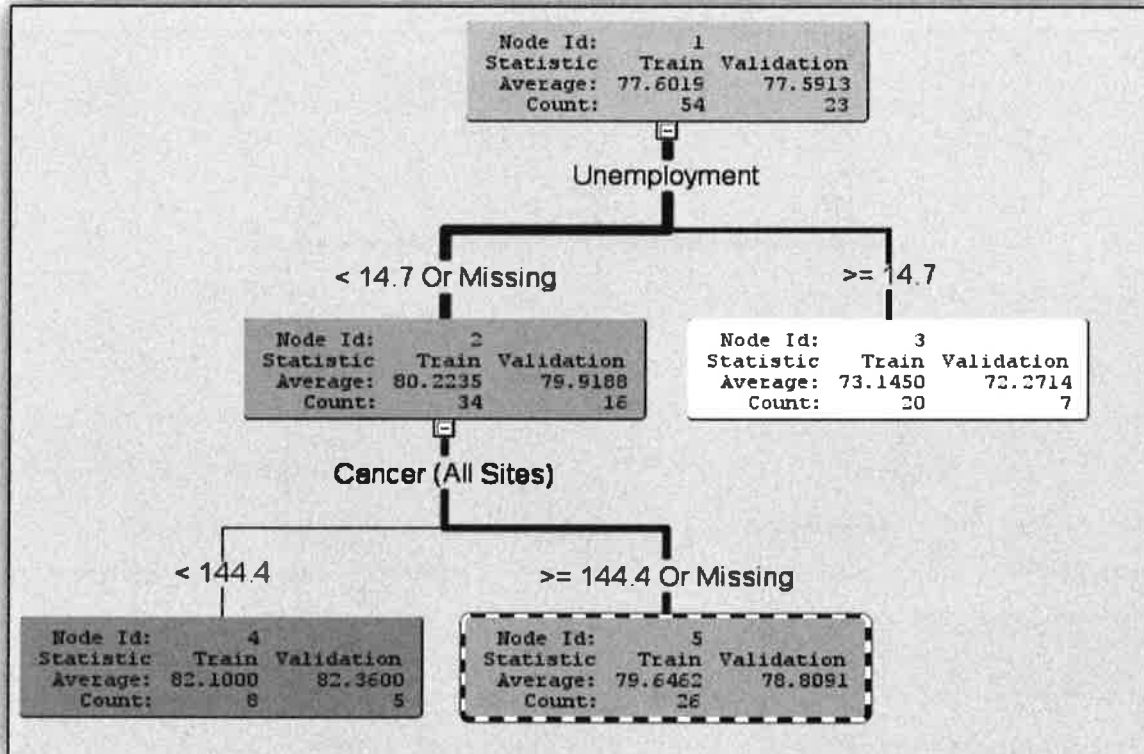 Node Id: 1
Statistic Train Validation
Average: 77.6019 77.5913
Count: 54 23
Unemployment
< 14.7 Or Missing
>= 14.7
Node Id: 2
Statistic Train Validation
Average: 80.2235 79.9188
Count: 34 16
Node Id: 3
Statistic Train Validation
Average: 73.1450 72.2714
Count: 20 7
Cancer (All Sites)
< 144.4
>= 144.4 Or Missing
Node Id: 4
Statistic Train Validation
Average: 82.1000 82.3600
Count: 8 5
Node Id: 5
Statistic Train Validation
Average: 79.6462 78.8091
Count: 26